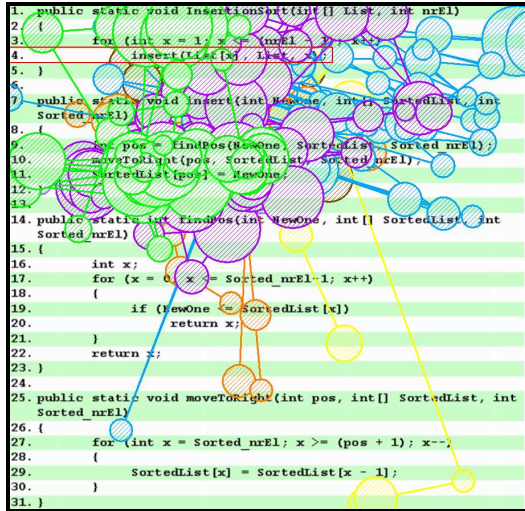 1. public static void InsertionSort(int[] List, int nrEl)
2. {
3. for (int x = 1; x <= (nrEl - 1); x++)
4. insert(List[x], List, x);
5. }
6.
7. public static void insert(int NewOne, int[] SortedList, int
Sorted_nrEl)
8. {
9. int pos = findPos(NewOne, SortedList, Sorted_nrEl);
10. moveToRight(pos, SortedList, Sorted_nrEl);
11. SortedList[pos] = NewOne;
12. }
13.
14. public static int findPos(int NewOne, int[] SortedList, int
Sorted_nrEl)
15. {
16. int x;
17. for (x = 0; x <= Sorted_nrEl-1; x++)
18. {
19. if (NewOne <= SortedList[x])
20. return x;
21. }
22. return x;
23. }
24.
25. public static void moveToRight(int pos, int[] SortedList, int
Sorted_nrEl)
26. {
27. for (int x = Sorted_nrEl; x >= (pos + 1); x--)
28. {
29. SortedList[x] = SortedList[x - 1];
30. }
31. }